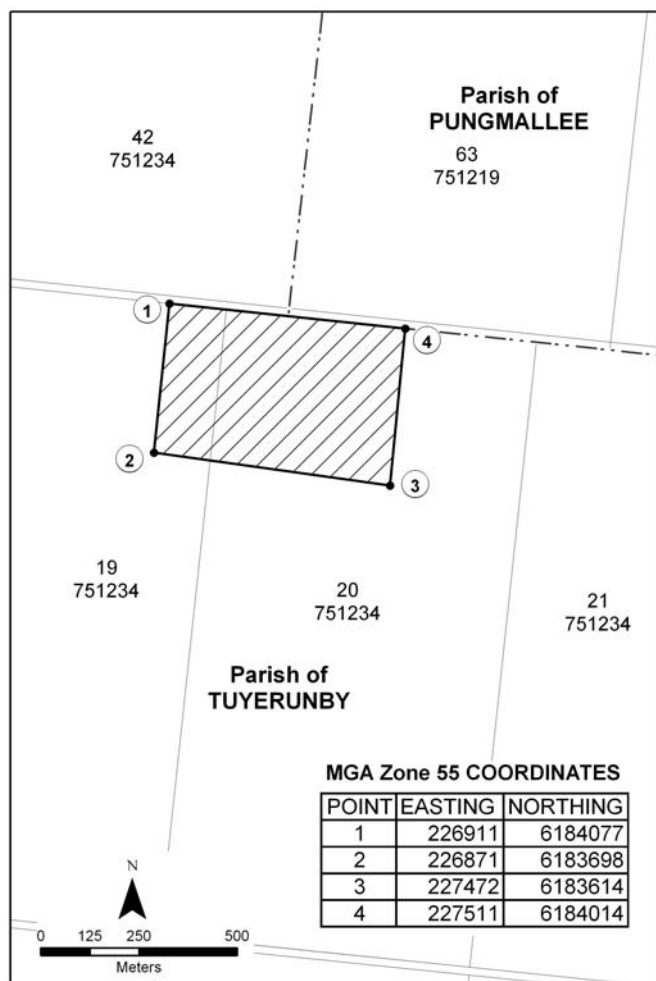 Parish of
PUNGMALLEE
42
751234
63
751219
1
4
2
3
19
751234
20
751234
21
751234
Parish of
TUYERUNBY
MGA Zone 55 COORDINATES
POINT EASTING NORTHING
1 226911 6184077
2 226871 6183698
3 227472 6183614
4 227511 6184014
N
0 125 250 500
Meters